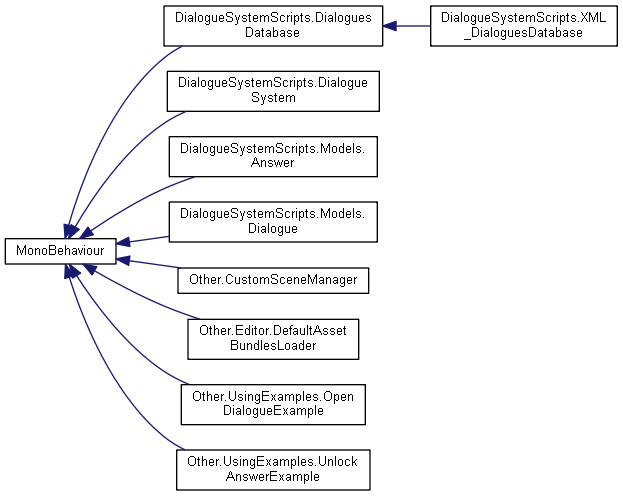 DialogueSystemScripts.Dialogues
Database
DialogueSystemScripts.XML
_DialoguesDatabase
DialogueSystemScripts.Dialogue
System
DialogueSystemScripts.Models.
Answer
DialogueSystemScripts.Models.
Dialogue
MonoBehaviour
Other.CustomSceneManager
Other.Editor.DefaultAsset
BundlesLoader
Other.UsingExamples.Open
DialogueExample
Other.UsingExamples.Unlock
AnswerExample